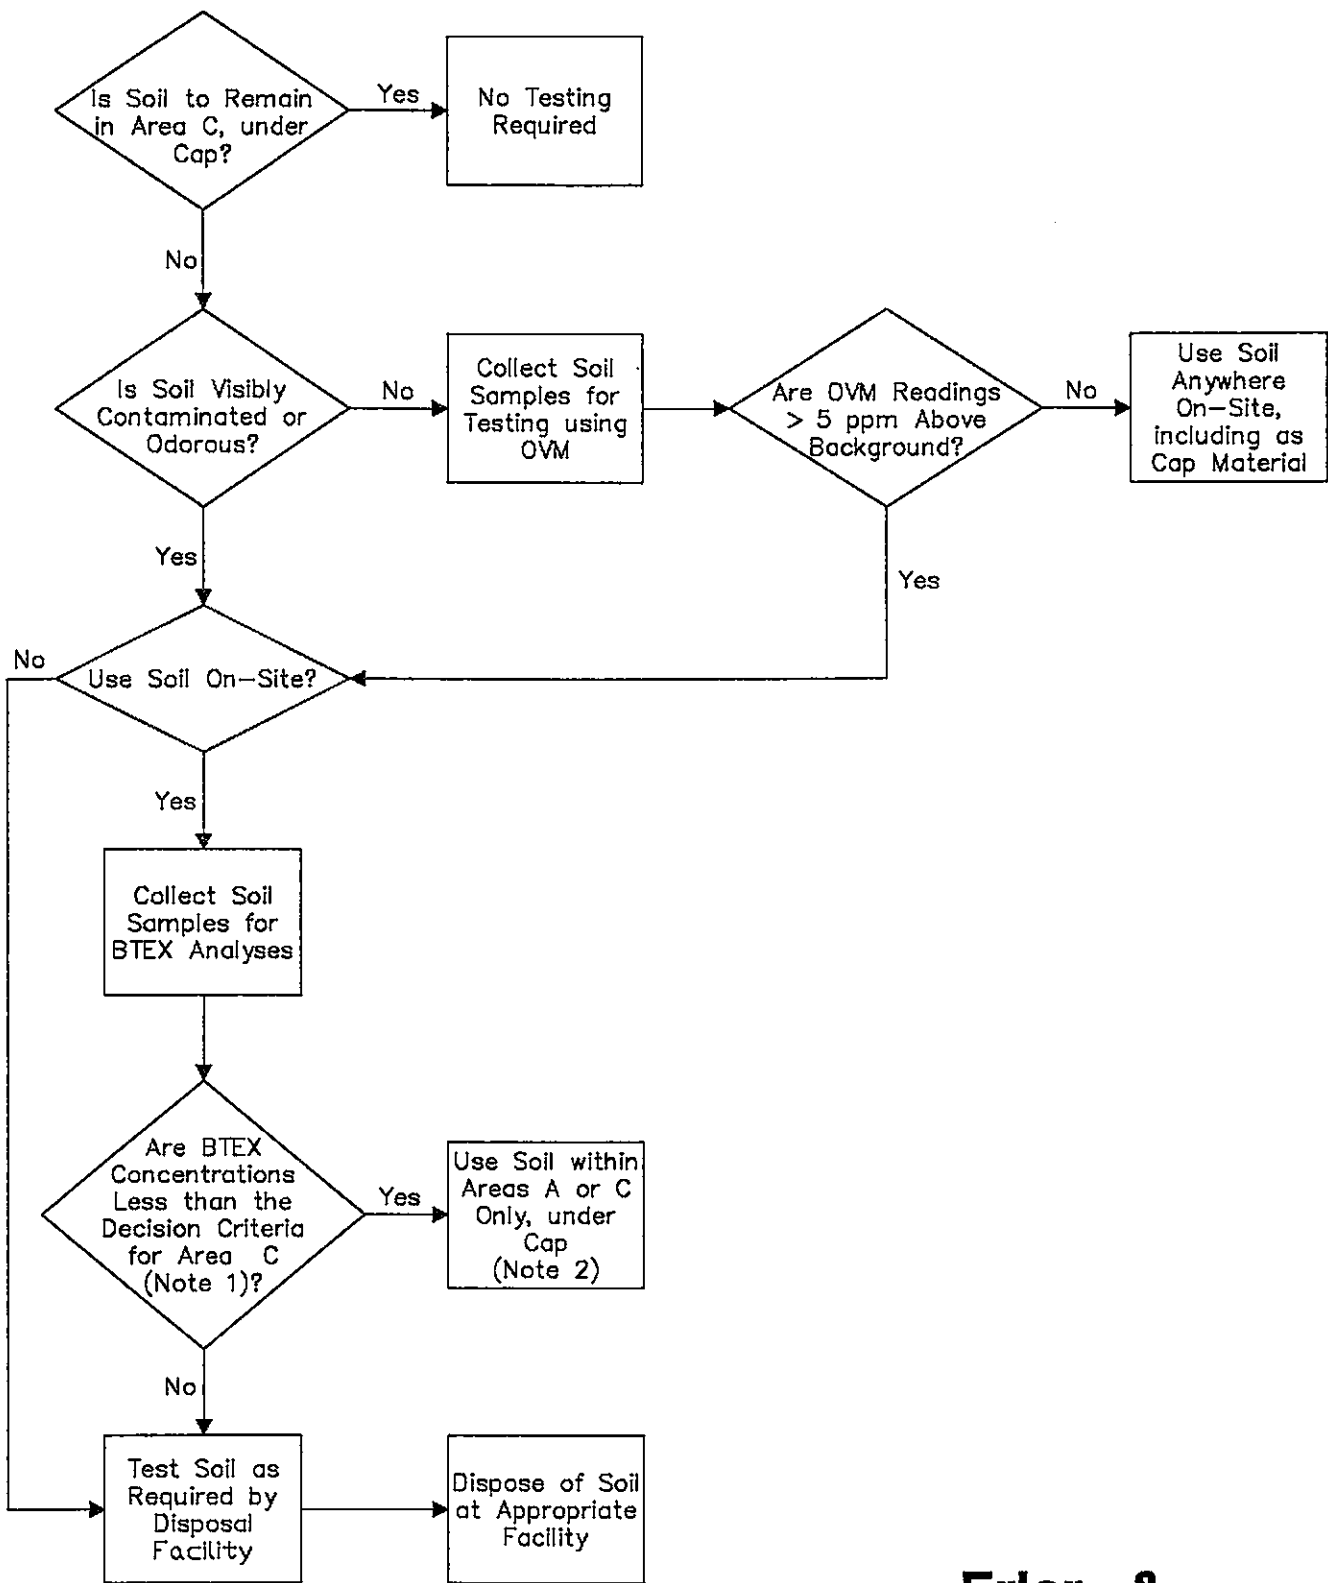 Is Soil to Remain
in Area C, under
Cap?
Yes
No Testing
Required
No
Is Soil Visibly
Contaminated or
Odorous?
No
Collect Soil
Samples for
Testing using
OVM
Are OVM Readings
> 5 ppm Above
Background?
No
Use Soil
Anywhere
On-Site,
including as
Cap Material
Yes
Yes
No
Use Soil On-Site?
Yes
Collect Soil
Samples for
BTEX Analyses
Are BTEX
Concentrations
Less than the
Decision Criteria
for Area C
(Note 1)?
Yes
Use Soil within
Areas A or C
Only, under
Cap
(Note 2)
No
Test Soil as
Required by
Disposal
Facility
Dispose of Soil
at Appropriate
Facility